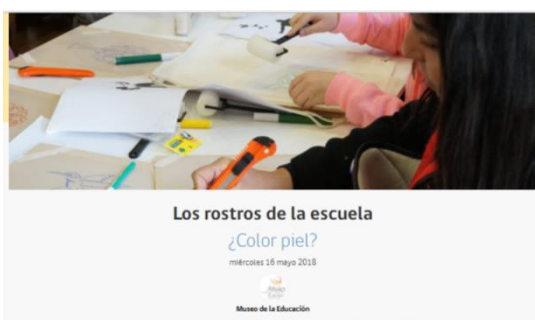 Los rostros de la escuela
¿Color piel?
miércoles 16 mayo 2018
Museo de la Educación